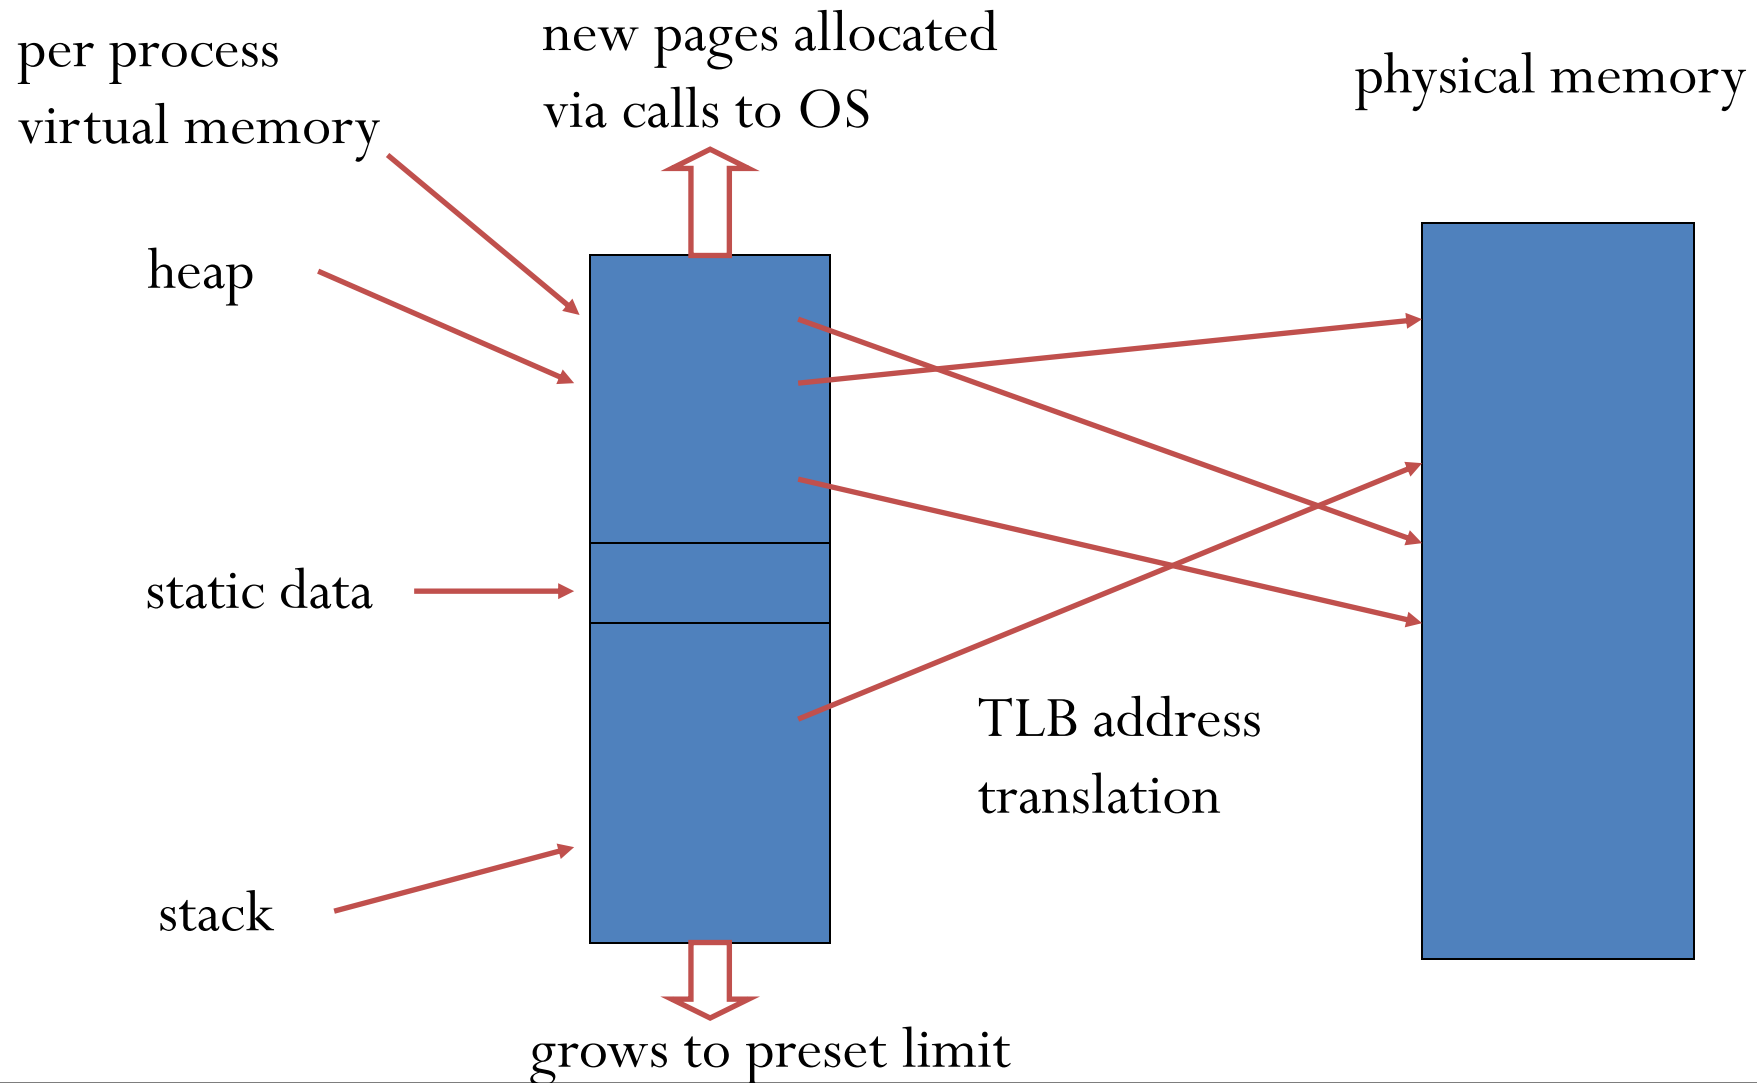 per process
virtual memory
new pages allocated
via calls to OS
physical memory
heap
static data
TLB address
translation
stack
grows to preset limit